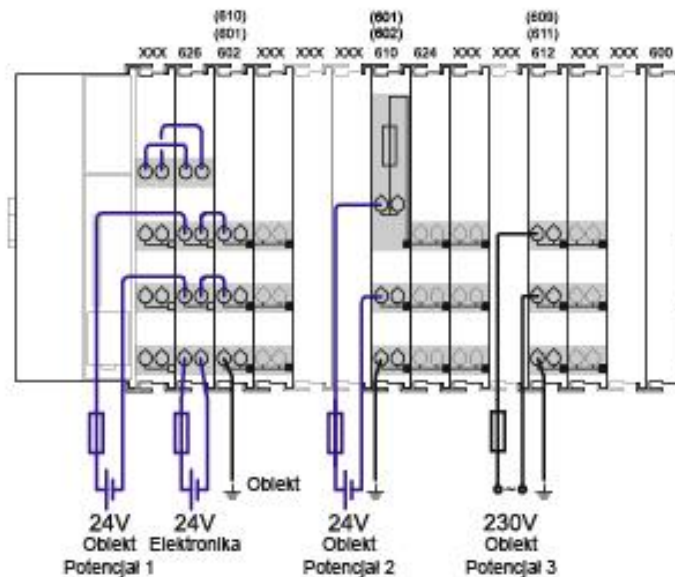 (610) (601) (609)
(601) (602) (611)
XXX 626 602 XXX XXX XXX 610 624 XXX XXX 612 XXX XXX 600
Obiekt
24V 24V 24V 230V
Obiekt Elektronika Obiekt Obiekt
Potencjał 1 Potencjał 2 Potencjał 3